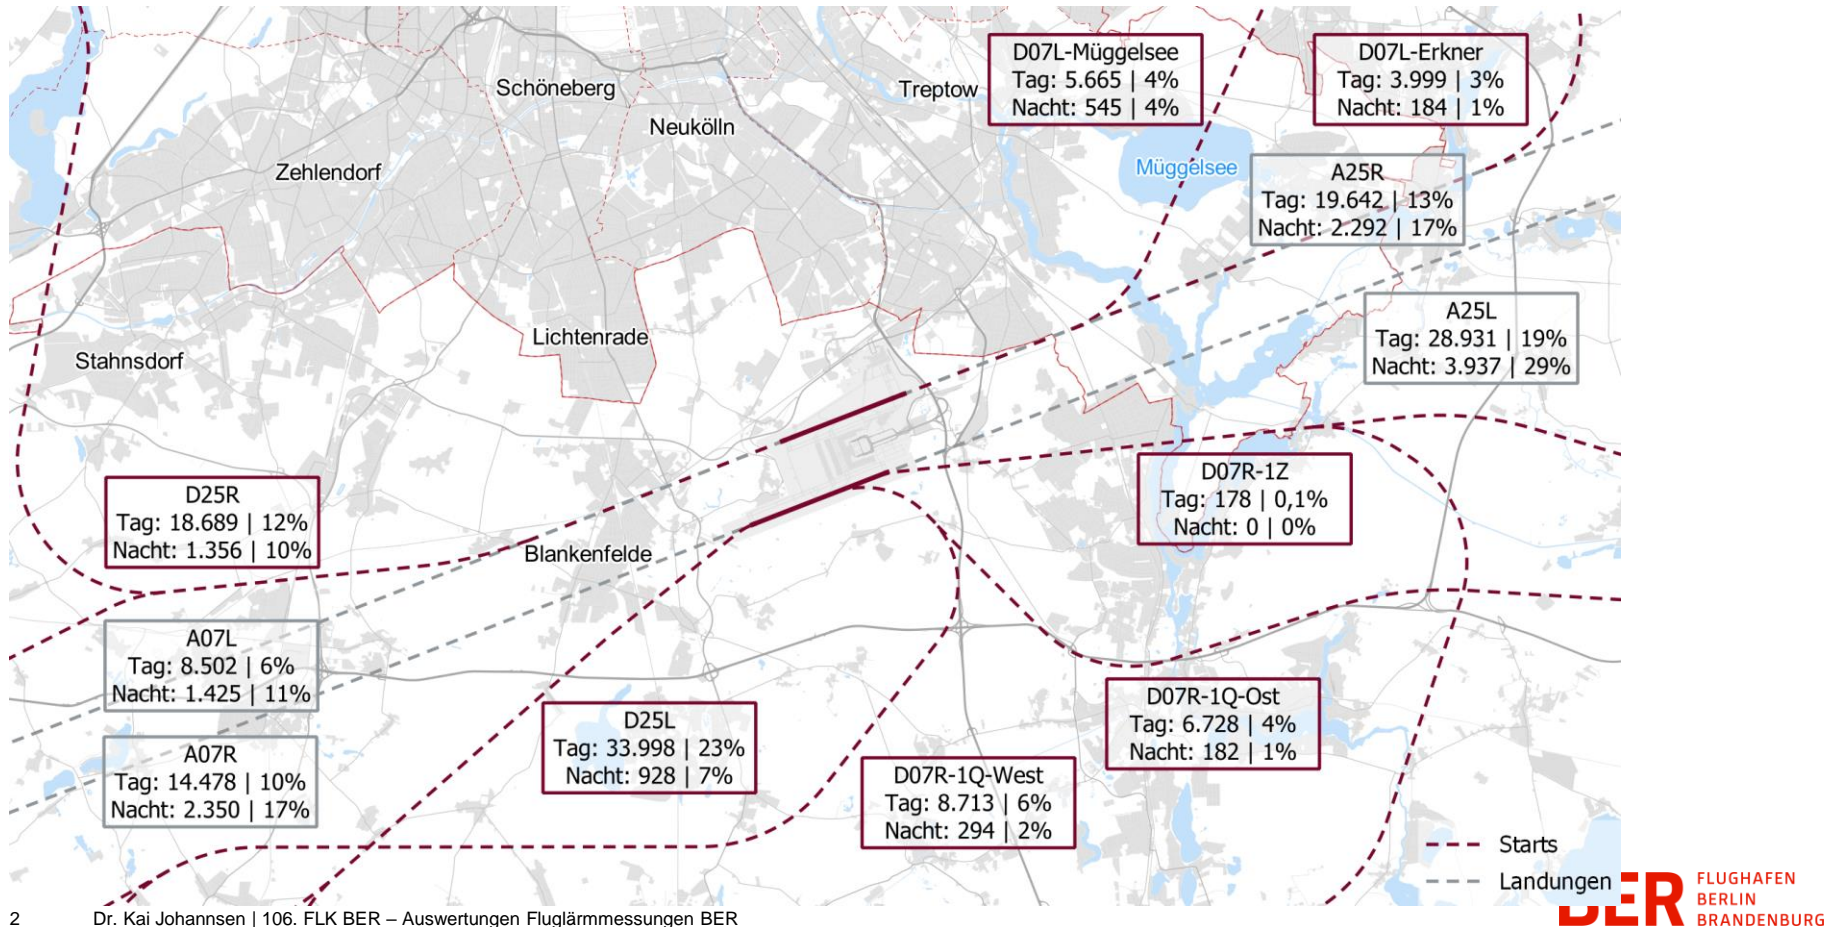 D07L-Müggelsee
Tag: 5.665 | 4%
Nacht: 545 | 4%
D07L-Erkner
Tag: 3.999 | 3%
Nacht: 184 | 1%
Schöneberg
Treptow
Neukölln
Zehlendorf
Müggelsee
A25R
Tag: 19.642 | 13%
Nacht: 2.292 | 17%
A25L
Tag: 28.931 | 19%
Nacht: 3.937 | 29%
Lichtenrade
Stahnsdorf
D25R
Tag: 18.689 | 12%
Nacht: 1.356 | 10%
D07R-1Z
Tag: 178 | 0,1%
Nacht: 0 | 0%
Blankenfelde
A07L
Tag: 8.502 | 6%
Nacht: 1.425 | 11%
A07R
Tag: 14.478 | 10%
Nacht: 2.350 | 17%
D25L
Tag: 33.998 | 23%
Nacht: 928 | 7%
D07R-1Q-West
Tag: 8.713 | 6%
Nacht: 294 | 2%
D07R-1Q-Ost
Tag: 6.728 | 4%
Nacht: 182 | 1%
Starts
Landungen
BER
FLUGHAFEN
BERLIN
BRANDENBURG
2 Dr. Kai Johannsen | 106. FLK BER – Auswertungen Fluglärmmessungen BER